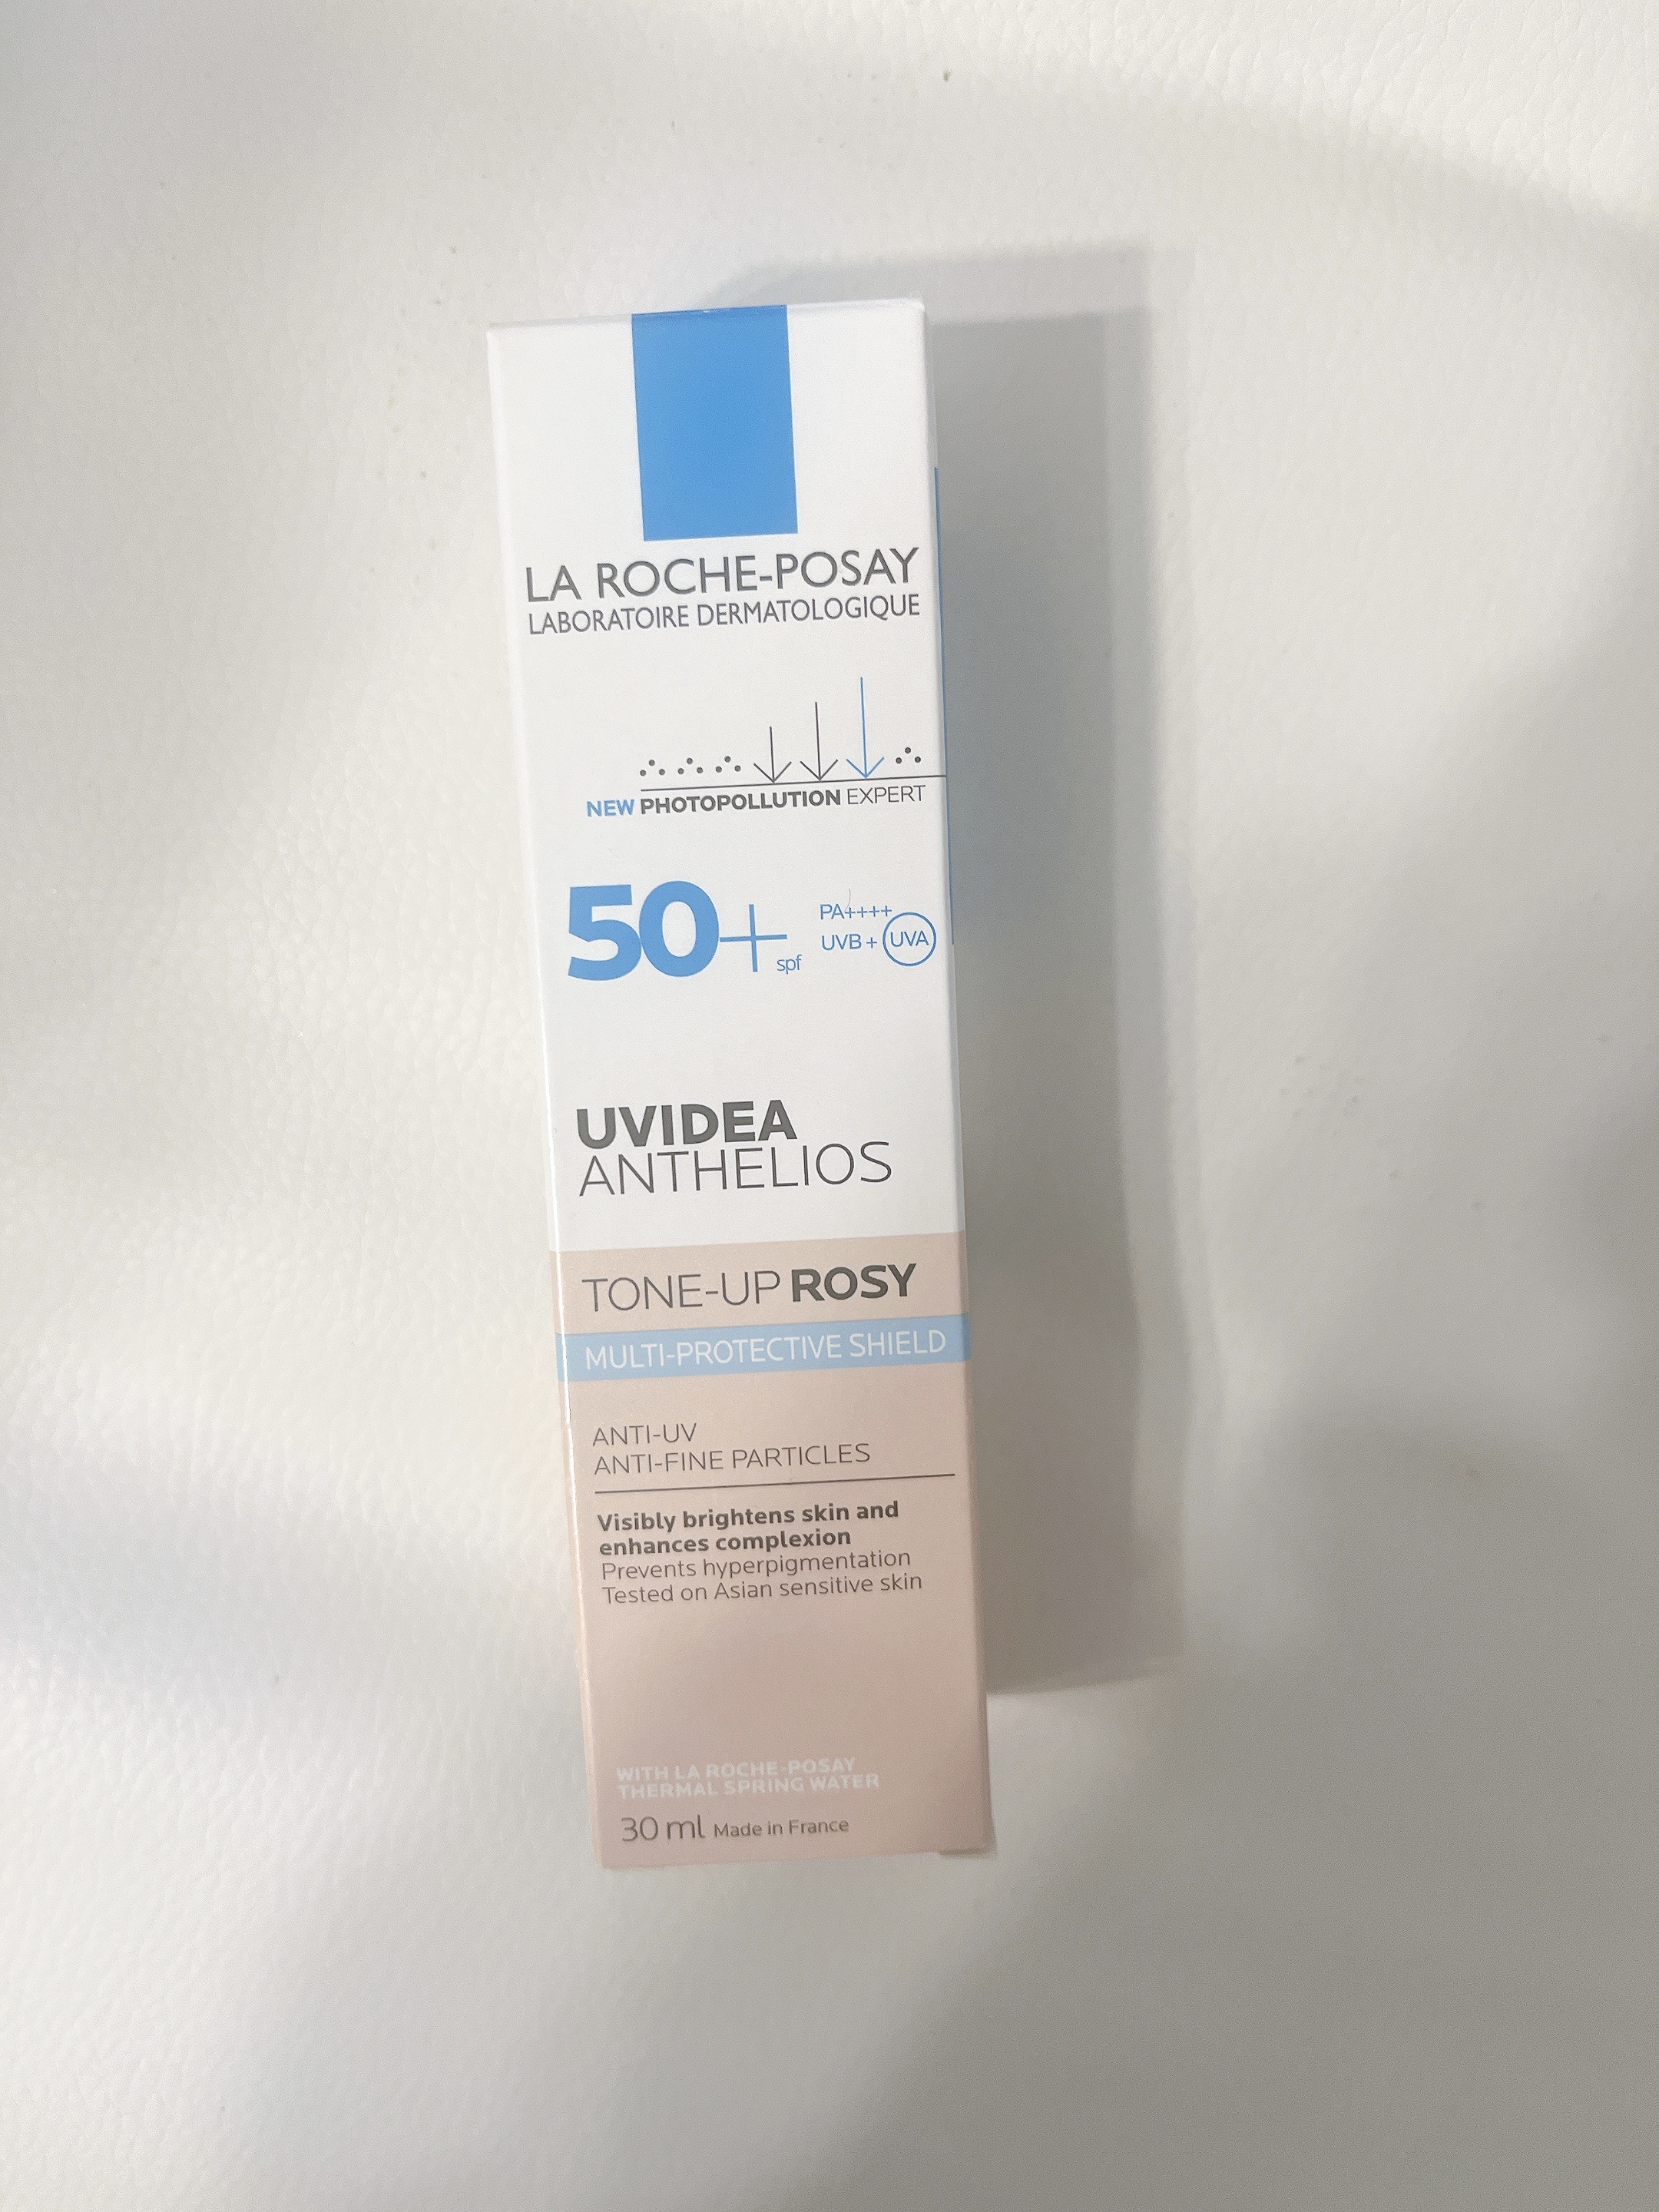 LA ROCHE-POSAY
LABORATOIRE DERMATOLOGIQUE
NEW PHOTOPOLLUTION EXPERT
50+ spf
PA++++
UVB + UVA
UVIDEA
ANTHELIOS
TONE-UP ROSY
MULTI-PROTECTIVE SHIELD
ANTI-UV
ANTI-FINE PARTICLES
Visibly brightens skin and
enhances complexion
Prevents hyperpigmentation
Tested on Asian sensitive skin
WITH LA ROCHE-POSAY
THERMAL SPRING WATER
30 ml Made in France